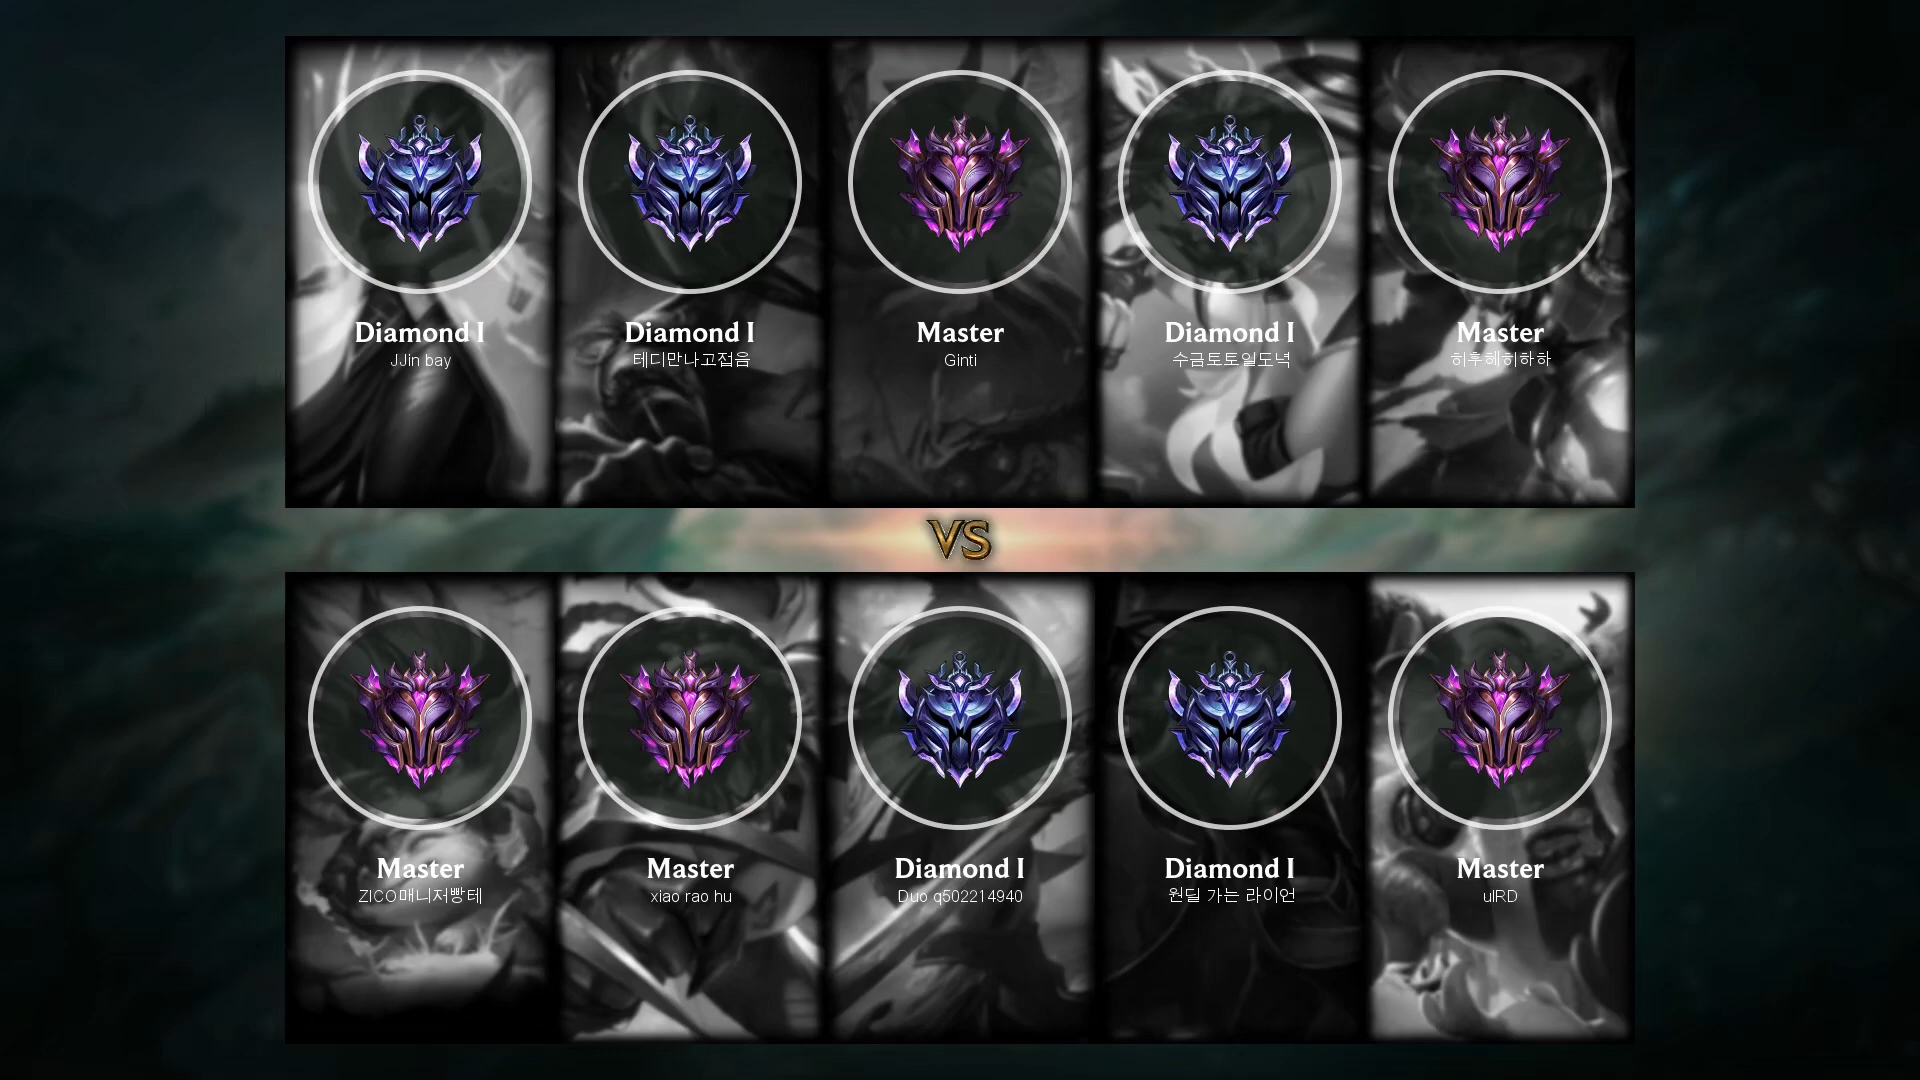 Diamond I
JJin bay
Diamond I
테디만나고접음
Master
Ginti
Diamond I
수금토토일도녁
Master
히후헤히하하
VS
Master
ZICO매니저빵테
Master
xiao rao hu
Diamond I
Duo q502214940
Diamond I
원딜 가는 라이언
Master
ulRD